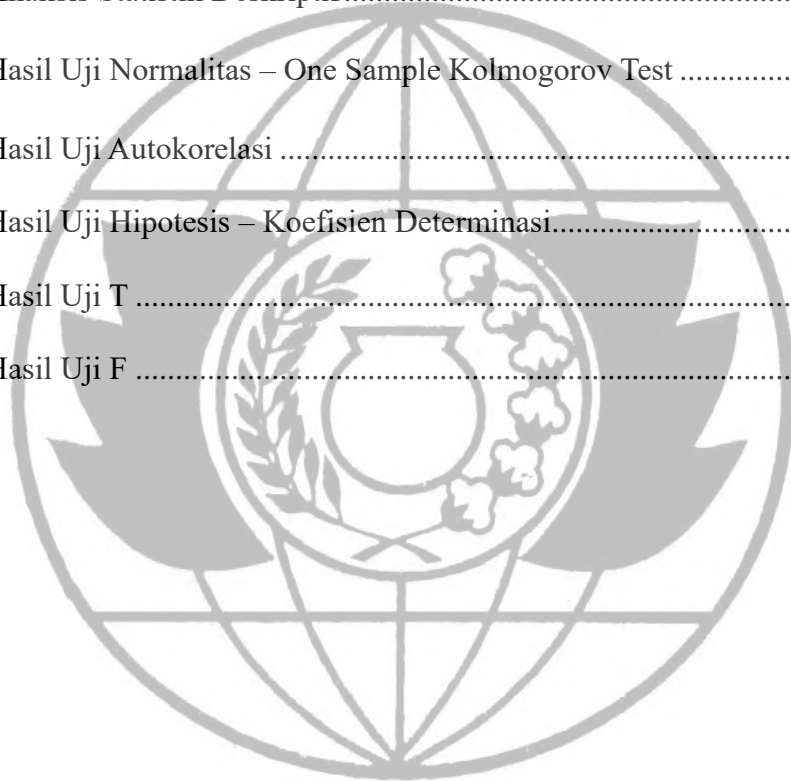 Hasil Uji Normalitas – One Sample Kolmogorov Test ..............
Hasil Uji Autokorelasi ..................................................................
Hasil Uji Hipotesis – Koefisien Determinasi...............................
Hasil Uji T ....................................................................................
Hasil Uji F ....................................................................................